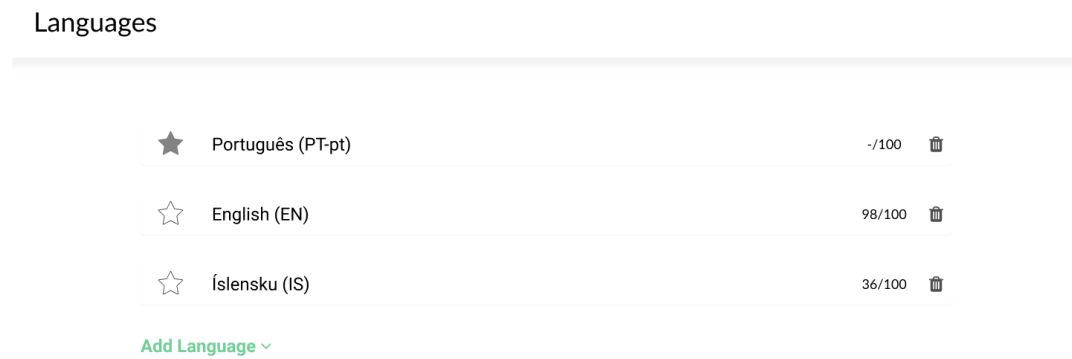 Languages
Português (PT-pt) -/100
English (EN) 98/100
Íslensku (IS) 36/100
Add Language